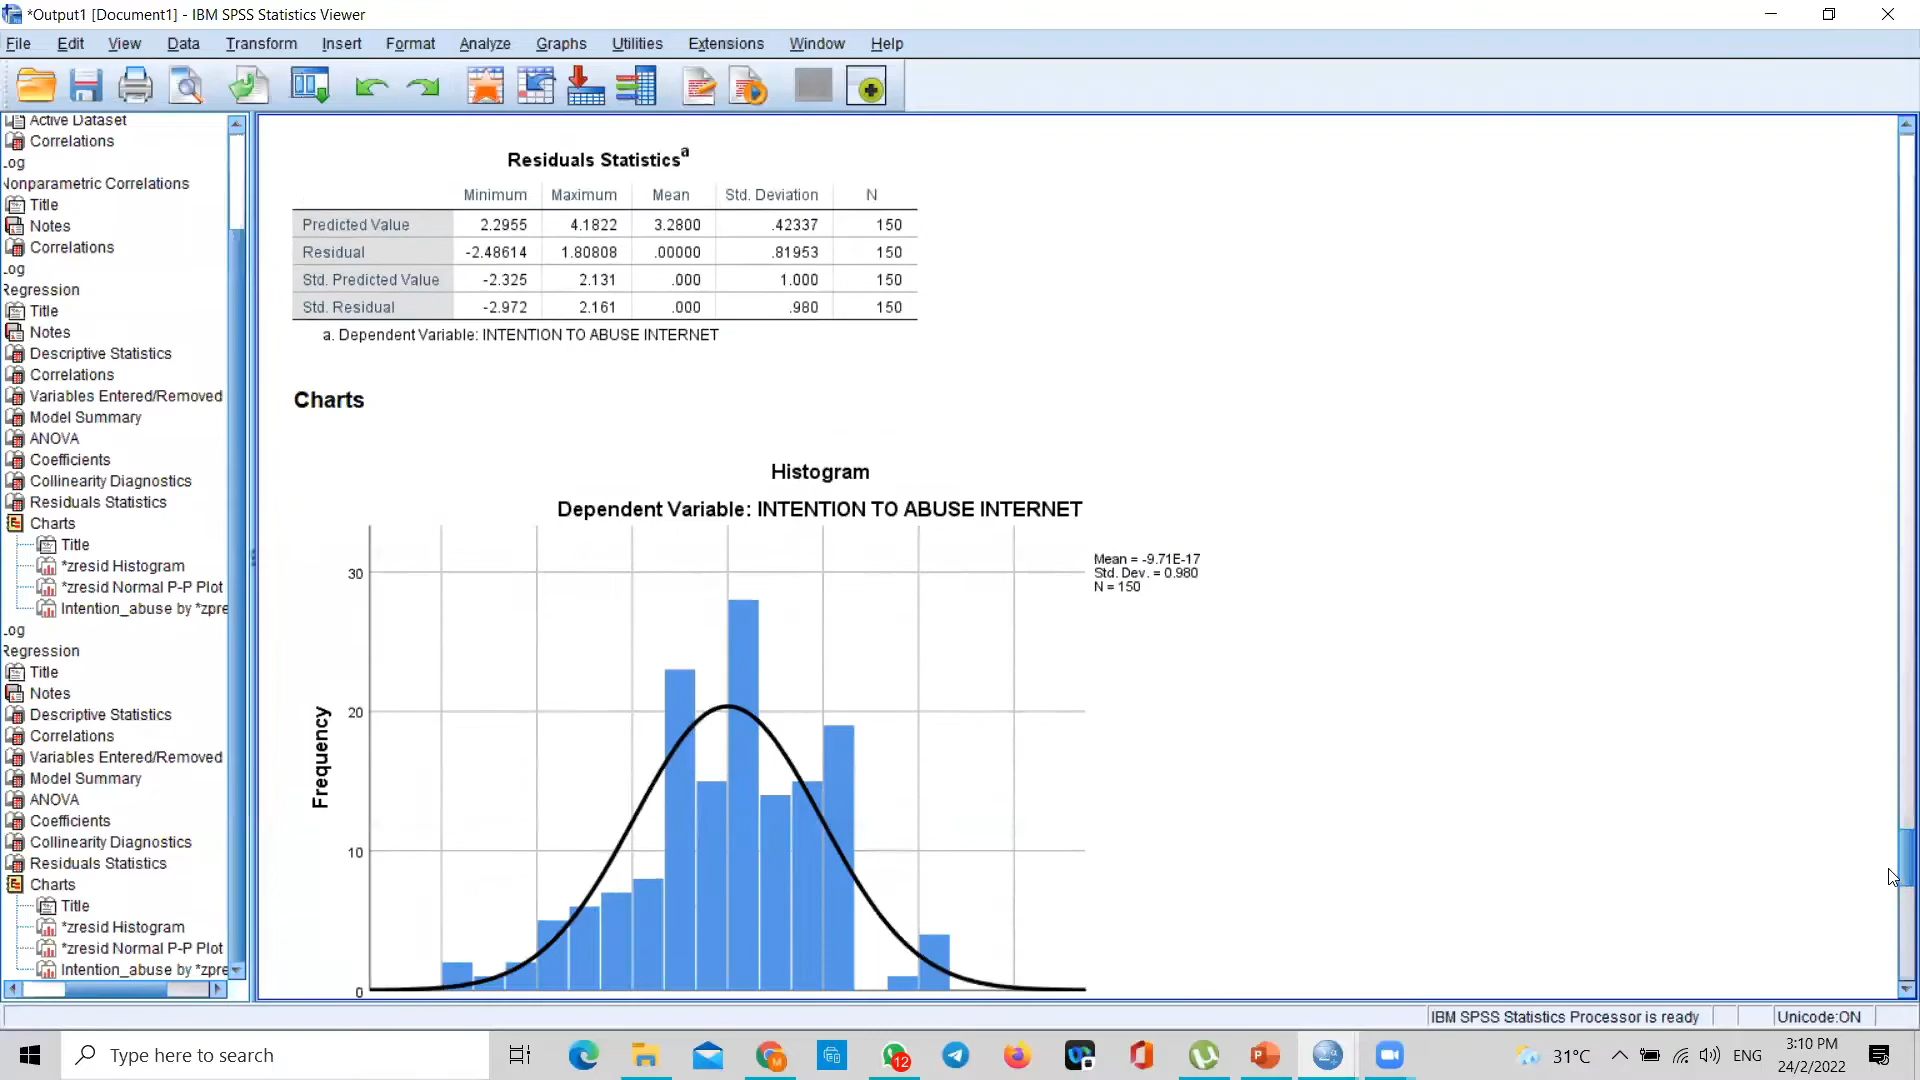 *Output1 [Document1] - IBM SPSS Statistics Viewer
File Edit View Data Transform Insert Format Analyze Graphs Utilities Extensions Window Help
Active Dataset
Correlations
Log
Nonparametric Correlations
Title
Notes
Correlations
Log
Regression
Title
Notes
Descriptive Statistics
Correlations
Variables Entered/Removed
Model Summary
ANOVA
Coefficients
Collinearity Diagnostics
Residuals Statistics
Charts
Title
*zresid Histogram
*zresid Normal P-P Plot
Intention_abuse by *zpre
Log
Regression
Title
Notes
Descriptive Statistics
Correlations
Variables Entered/Removed
Model Summary
ANOVA
Coefficients
Collinearity Diagnostics
Residuals Statistics
Charts
Title
*zresid Histogram
*zresid Normal P-P Plot
Intention_abuse by *zpre
Residuals Statisticsa
Minimum Maximum Mean Std. Deviation N
Predicted Value 2.2955 4.1822 3.2800 .42337 150
Residual -2.48614 1.80808 .00000 .81953 150
Std. Predicted Value -2.325 2.131 .000 1.000 150
Std. Residual -2.972 2.161 .000 .980 150
a. Dependent Variable: INTENTION TO ABUSE INTERNET
Charts
Histogram
Dependent Variable: INTENTION TO ABUSE INTERNET
Mean = -9.71E-17
Std. Dev. = 0.980
N = 150
Frequency
30
20
10
0
IBM SPSS Statistics Processor is ready
Unicode:ON
Type here to search
12
31°C
ENG
3:10 PM
24/2/2022